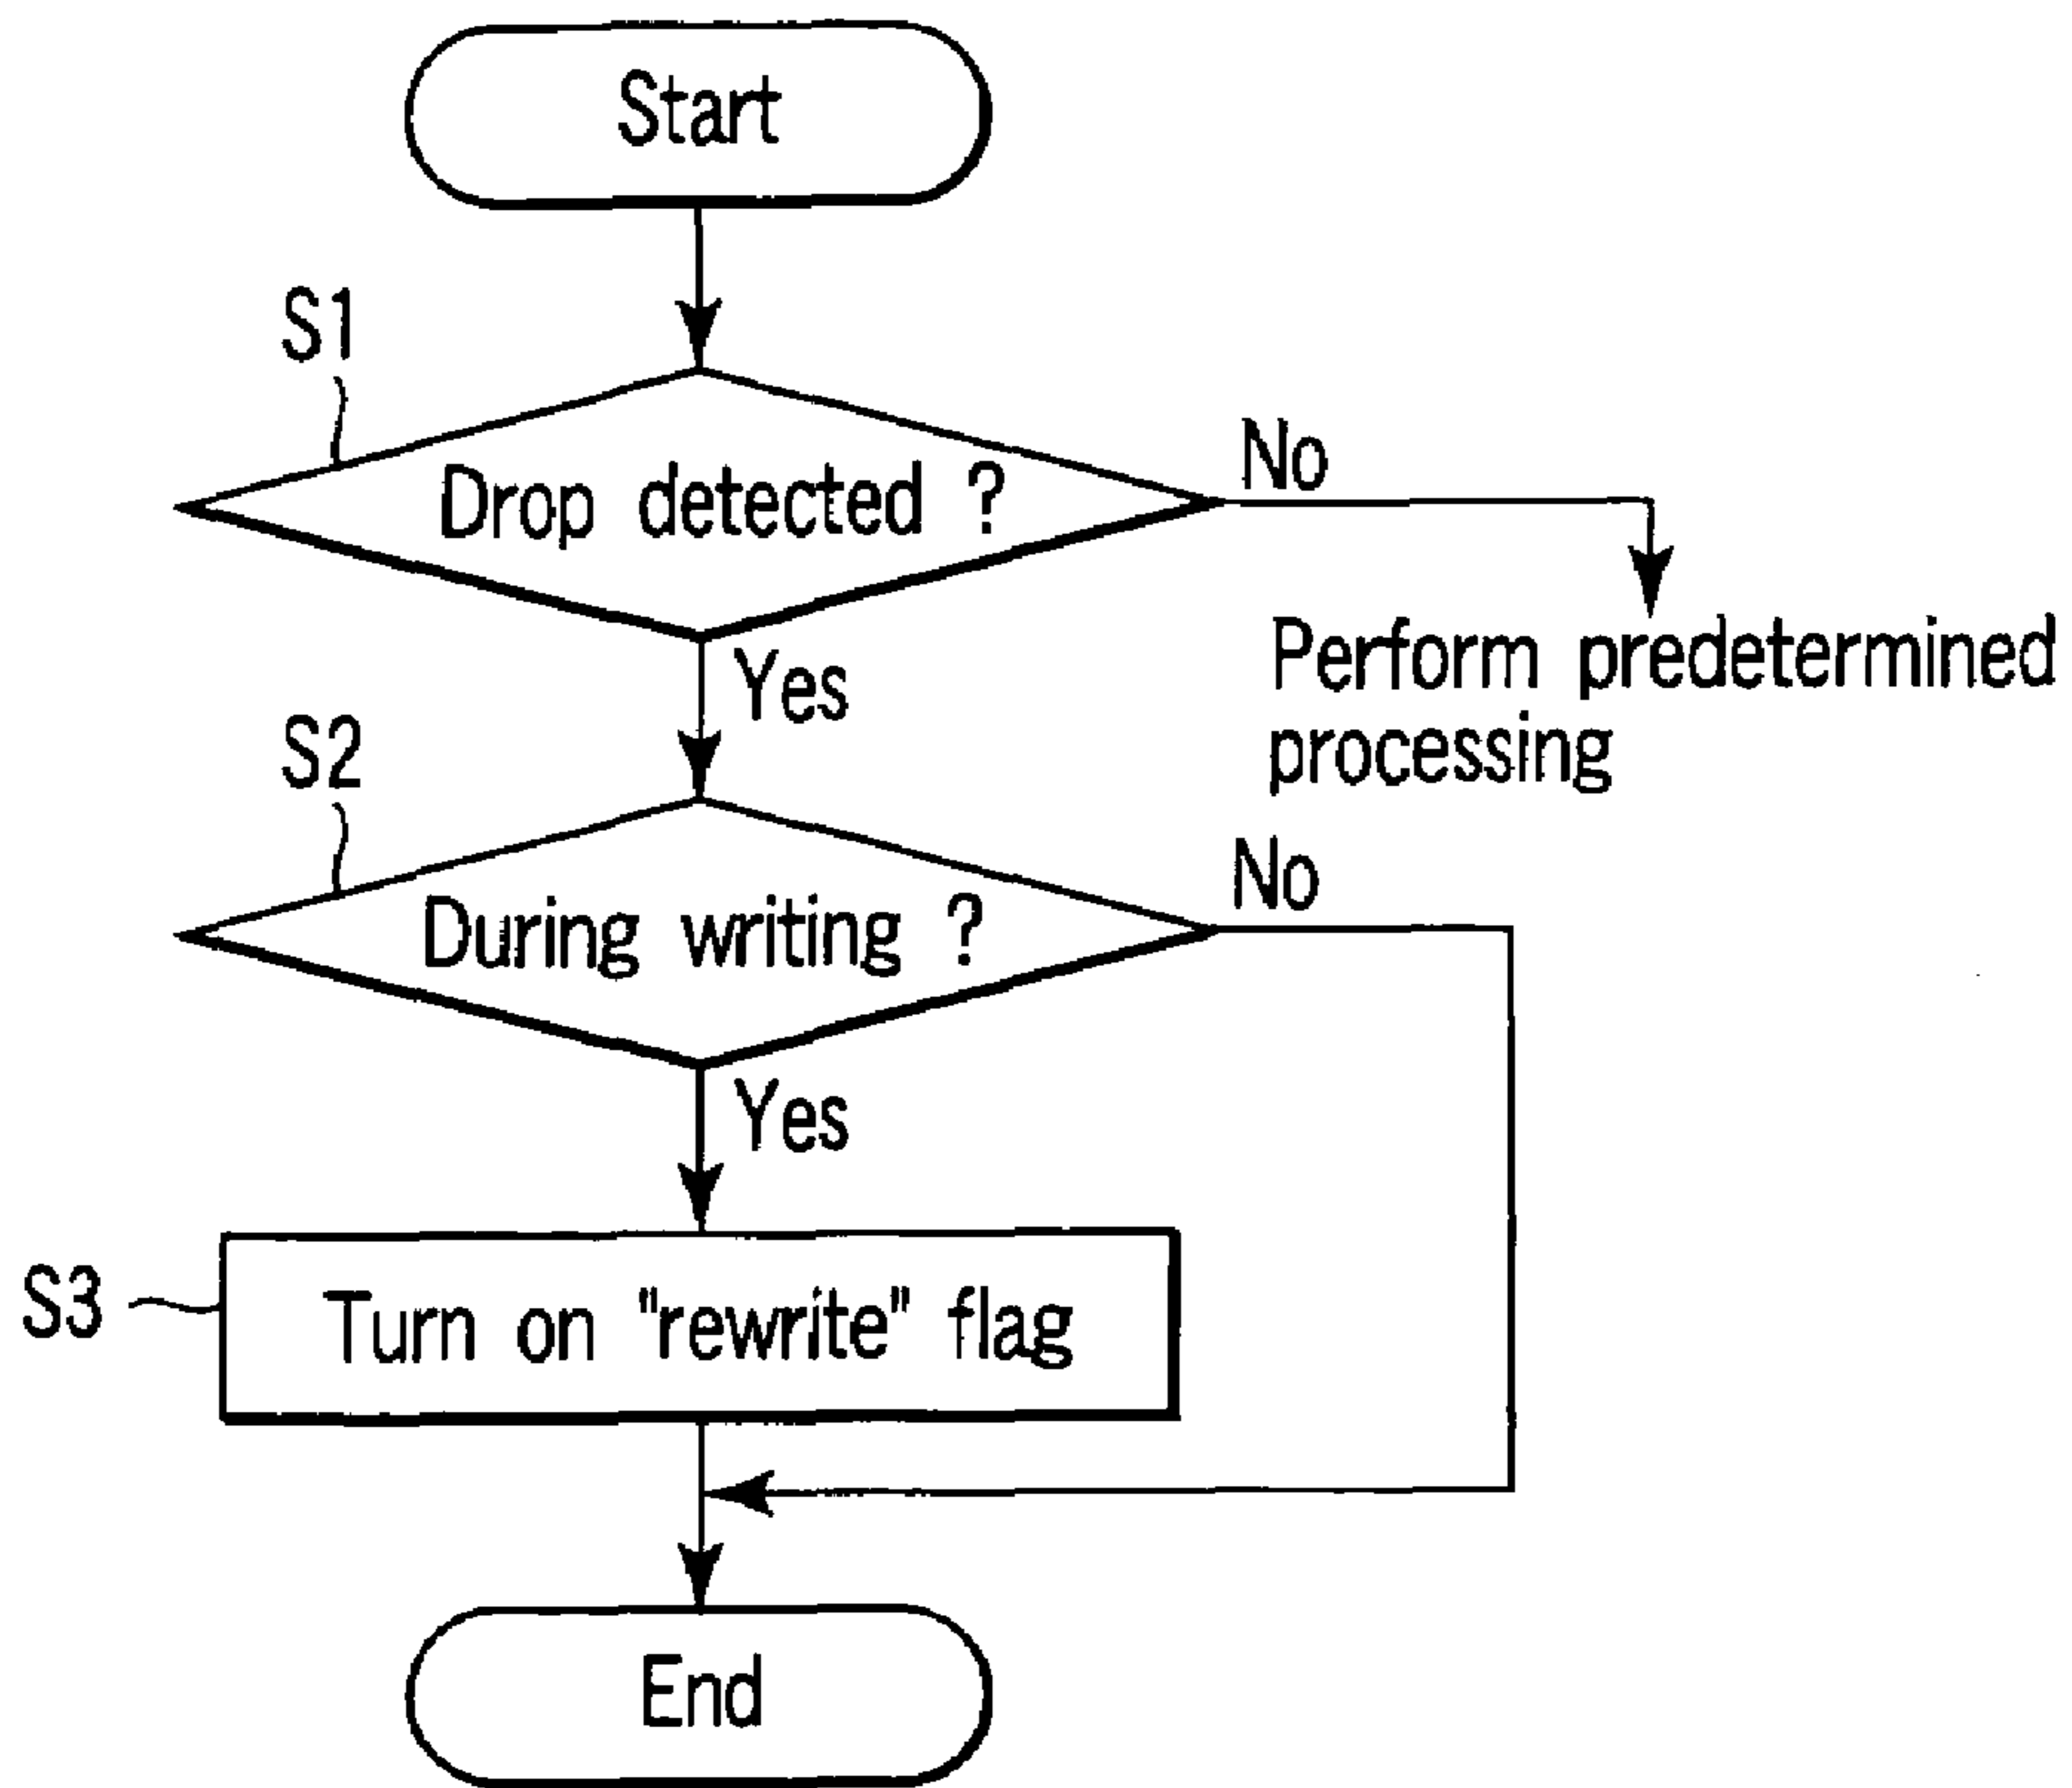 Start
S1
Drop detected ?
No
Yes
Perform predetermined
processing
S2
During writing ?
No
Yes
S3
Turn on "rewrite" flag
End